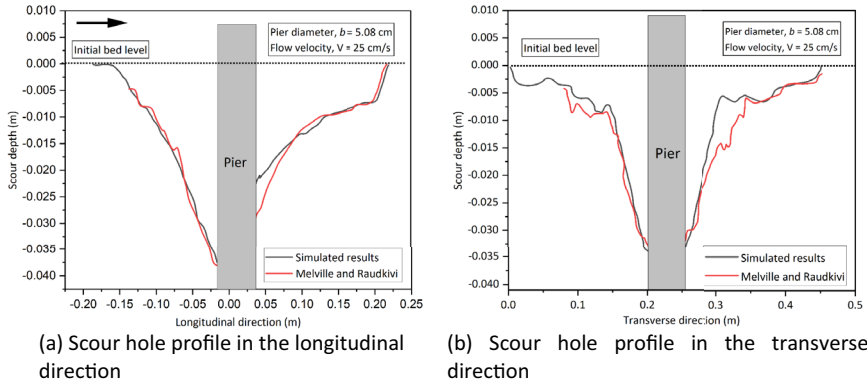 0.010
0.005
0.000
-0.005
-0.010
-0.015
-0.020
-0.025
-0.030
-0.035
-0.040
Scour depth (m)
Initial bed level
Pier diameter, b = 5.08 cm
Flow velocity, V = 25 cm/s
Pier
Simulated results
Melville and Raudkivi
-0.20 -0.15 -0.10 -0.05 0.00 0.05 0.10 0.15 0.20 0.25
Longitudinal direction (m)
(a) Scour hole profile in the longitudinal
direction
0.010
0.005
0.000
-0.005
-0.010
-0.015
-0.020
-0.025
-0.030
-0.035
-0.040
Scour depth (m)
Initial bed level
Pier diameter, b = 5.08 cm
Flow velocity, V = 25 cm/s
Pier
Simulated results
Melville and Raudkivi
0.0 0.1 0.2 0.3 0.4 0.5
Transverse direction (m)
(b) Scour hole profile in the transverse
direction